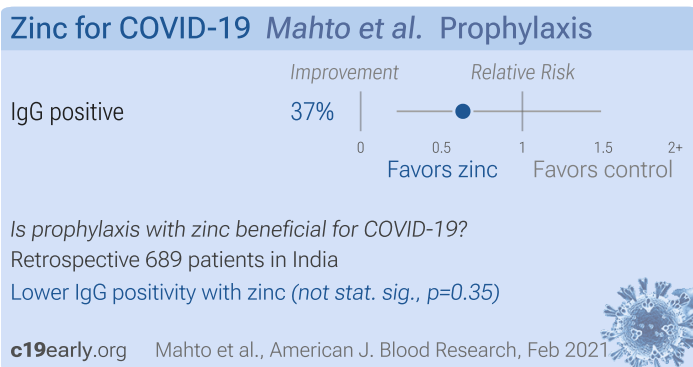 Zinc for COVID-19 Mahto et al. Prophylaxis
Improvement Relative Risk
IgG positive 37%
0 0.5 1 1.5 2+
Favors zinc Favors control
Is prophylaxis with zinc beneficial for COVID-19?
Retrospective 689 patients in India
Lower IgG positivity with zinc (not stat. sig., p=0.35)
c19early.org Mahto et al., American J. Blood Research, Feb 2021